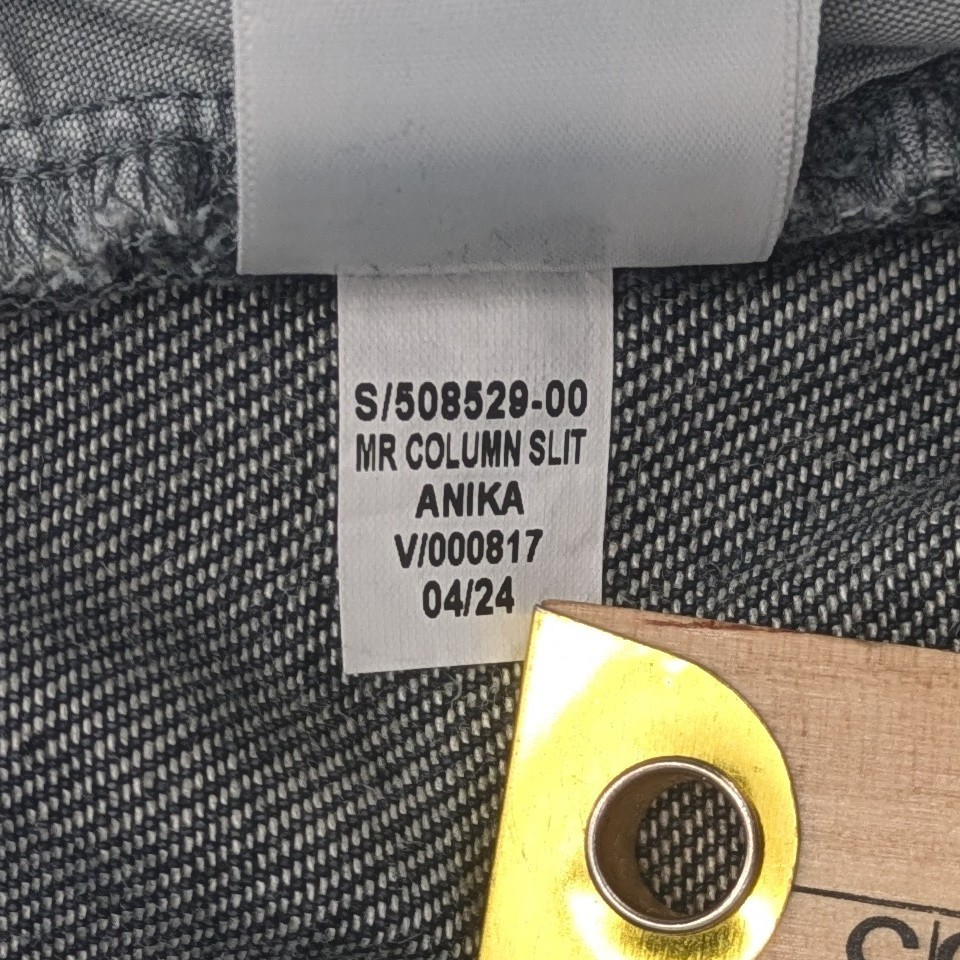 S/508529-00
MR COLUMN SLIT
ANIKA
V/000817
04/24